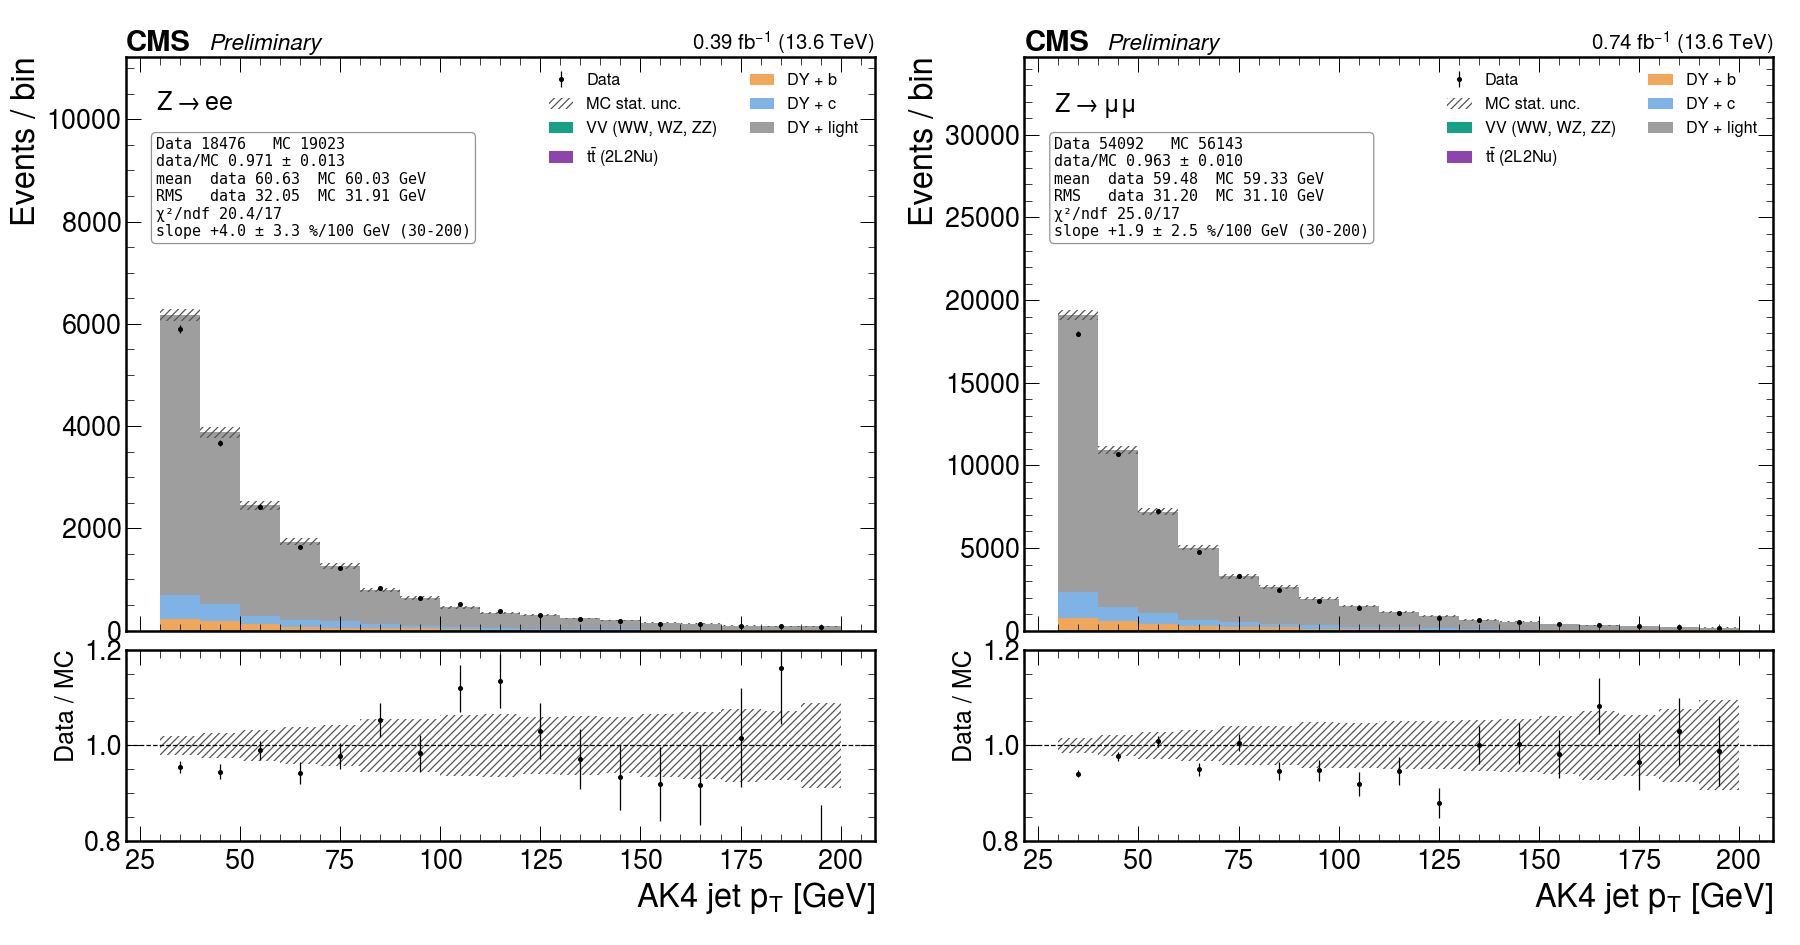 CMS Preliminary 0.39 fb⁻¹ (13.6 TeV)
Events / bin
Z → ee
Data 18476 MC 19023
data/MC 0.971 ± 0.013
mean data 60.63 MC 60.03 GeV
RMS data 32.05 MC 31.91 GeV
χ²/ndf 20.4/17
slope +4.0 ± 3.3 %/100 GeV (30-200)
Data
MC stat. unc.
VV (WW, WZ, ZZ)
tt̄ (2L2Nu)
DY + b
DY + c
DY + light
10000
8000
6000
4000
2000
0
Data / MC
1.2
1.0
0.8
25 50 75 100 125 150 175 200
AK4 jet p_T [GeV]
CMS Preliminary 0.74 fb⁻¹ (13.6 TeV)
Events / bin
Z → μμ
Data 54092 MC 56143
data/MC 0.963 ± 0.010
mean data 59.48 MC 59.33 GeV
RMS data 31.20 MC 31.10 GeV
χ²/ndf 25.0/17
slope +1.9 ± 2.5 %/100 GeV (30-200)
Data
MC stat. unc.
VV (WW, WZ, ZZ)
tt̄ (2L2Nu)
DY + b
DY + c
DY + light
30000
25000
20000
15000
10000
5000
0
Data / MC
1.2
1.0
0.8
25 50 75 100 125 150 175 200
AK4 jet p_T [GeV]